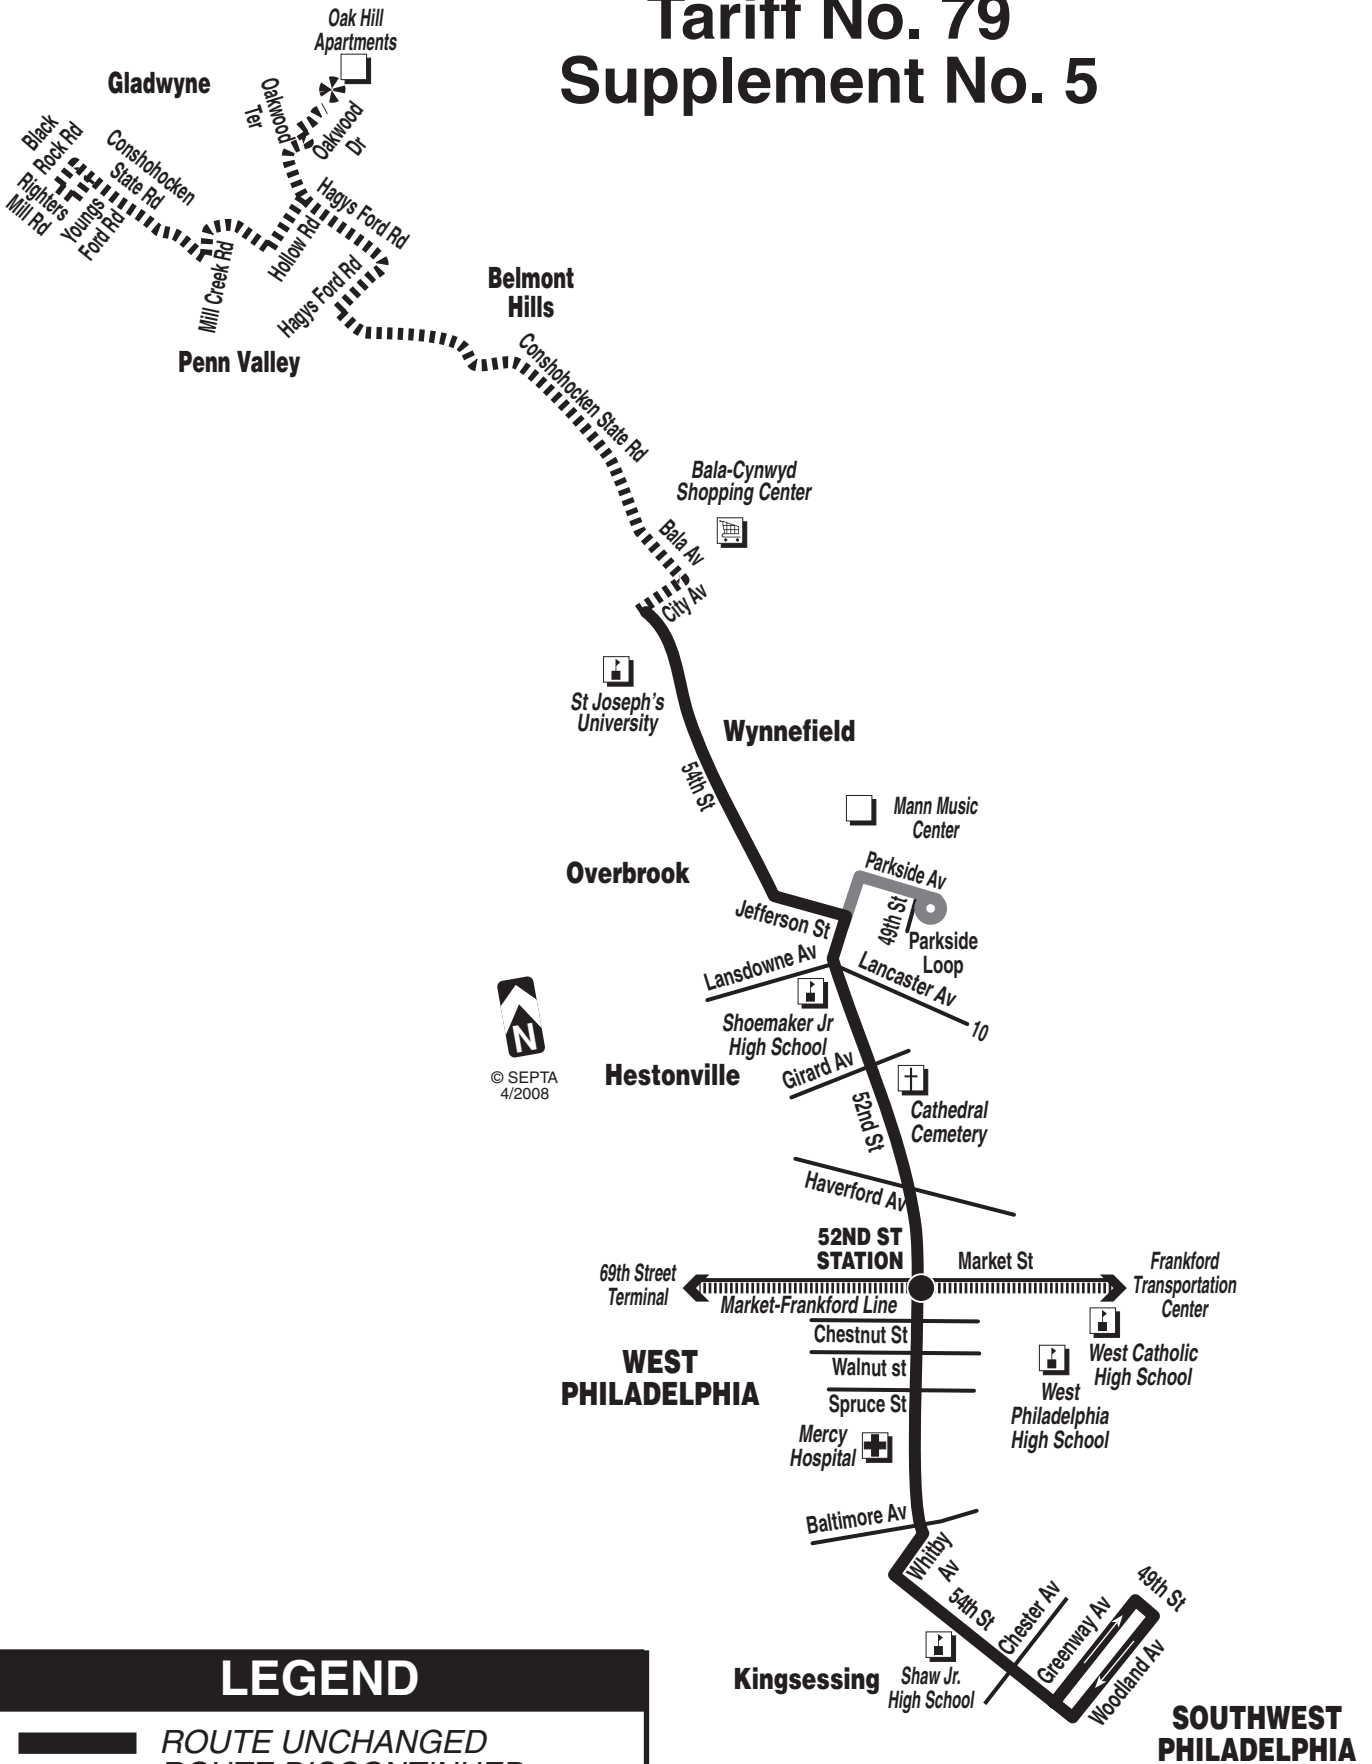 Tariff No. 79
Supplement No. 5
Oak Hill
Apartments
Gladwyne
Oakwood
Ter
Oakwood
Dr
Black
Rock Rd
Conshohocken
State Rd
Righters
Mill Rd
Youngs
Ford Rd
Hagys Ford Rd
Hollow Rd
Mill Creek Rd
Hagys Ford Rd
Penn Valley
Belmont
Hills
Conshohocken State Rd
Bala-Cynwyd
Shopping Center
Bala Av
City Av
St Joseph's
University
Wynnefield
54th St
Mann Music
Center
Overbrook
Parkside Av
49th St
Jefferson St
Parkside
Loop
Lansdowne Av
Lancaster Av
10
Shoemaker Jr
High School
N
© SEPTA
4/2008
Hestonville
Girard Av
52nd St
Cathedral
Cemetery
Haverford Av
52ND ST
STATION
Market St
69th Street
Terminal
Frankford
Transportation
Center
Market-Frankford Line
Chestnut St
Walnut st
Spruce St
WEST
PHILADELPHIA
West Catholic
High School
West
Philadelphia
High School
Mercy
Hospital
Baltimore Av
Whitby
Av
54th St
Chester Av
Greenway Av
49th St
Woodland Av
Kingsessing
Shaw Jr.
High School
SOUTHWEST
PHILADELPHIA
LEGEND
ROUTE UNCHANGED
ROUTE DISCONTINUED